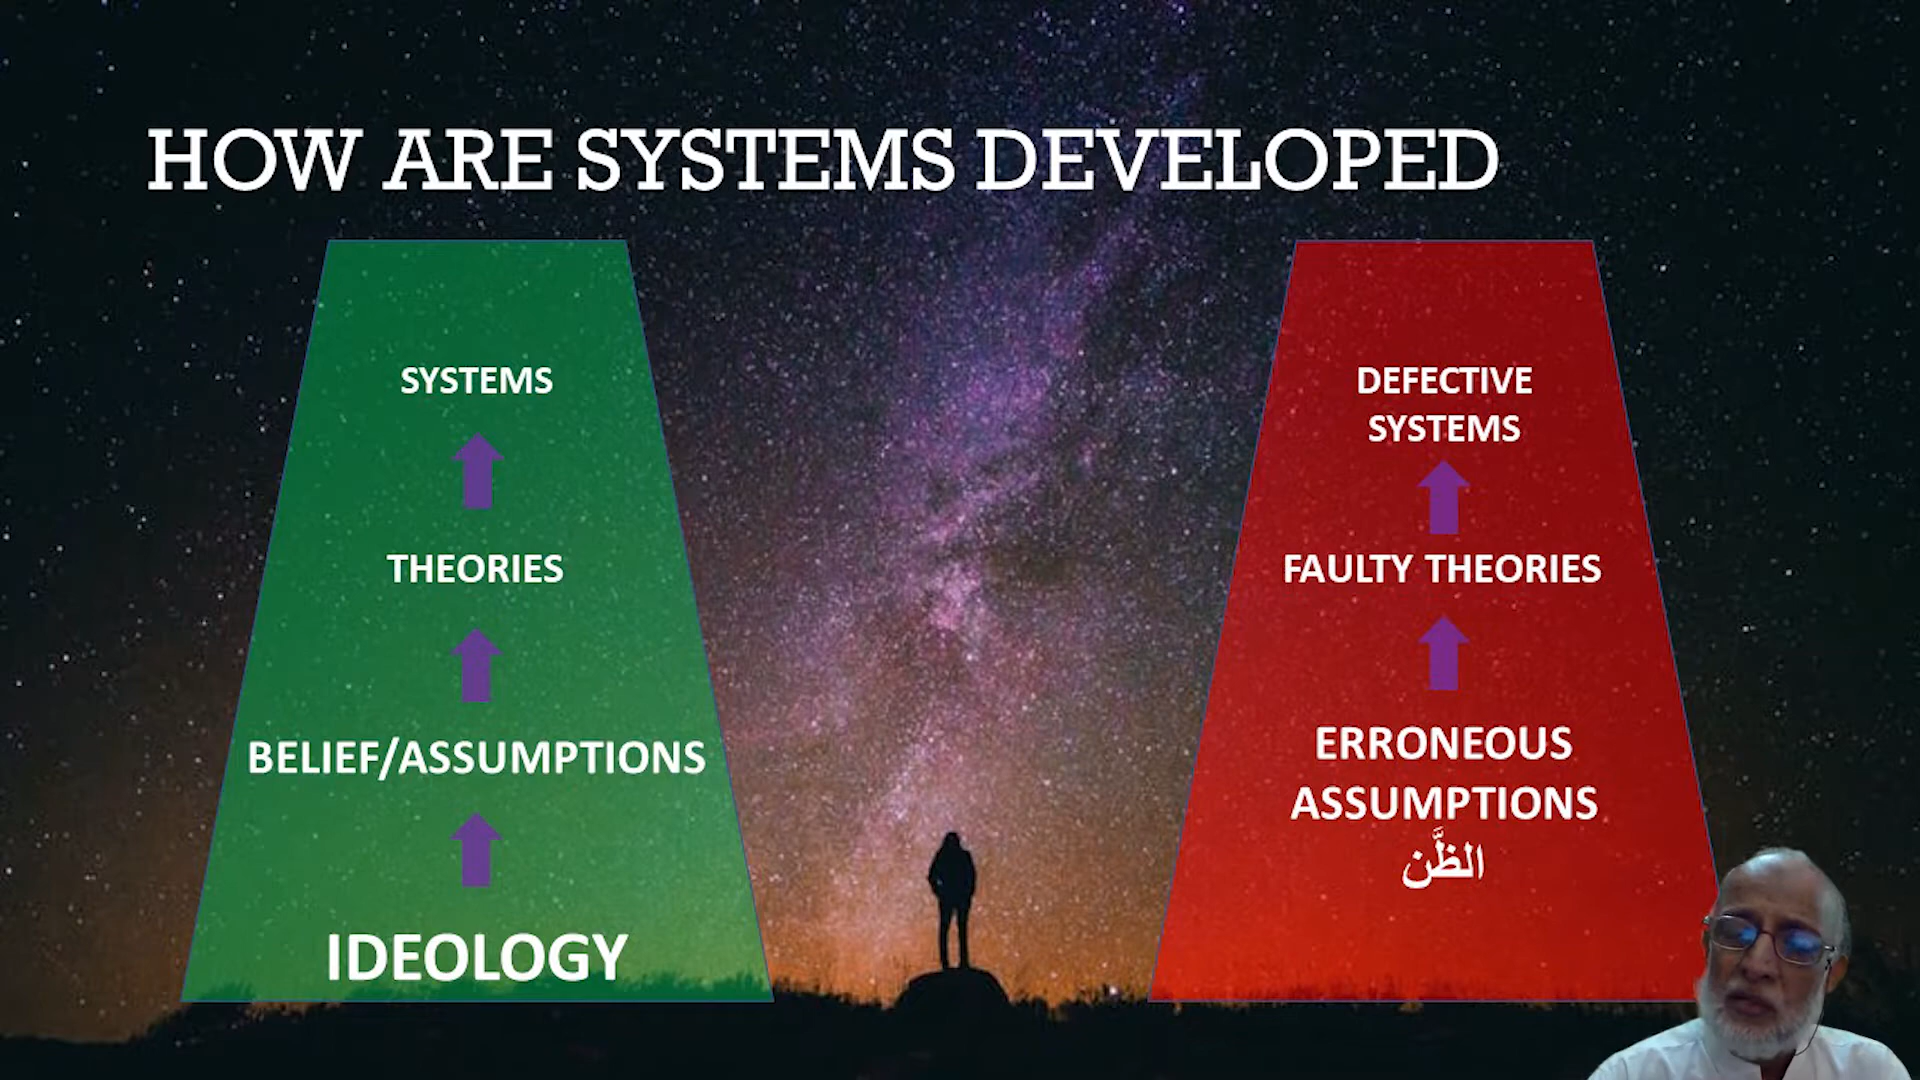 HOW ARE SYSTEMS DEVELOPED
SYSTEMS
THEORIES
BELIEF/ASSUMPTIONS
IDEOLOGY
DEFECTIVE
SYSTEMS
FAULTY THEORIES
ERRONEOUS
ASSUMPTIONS
الظَّن